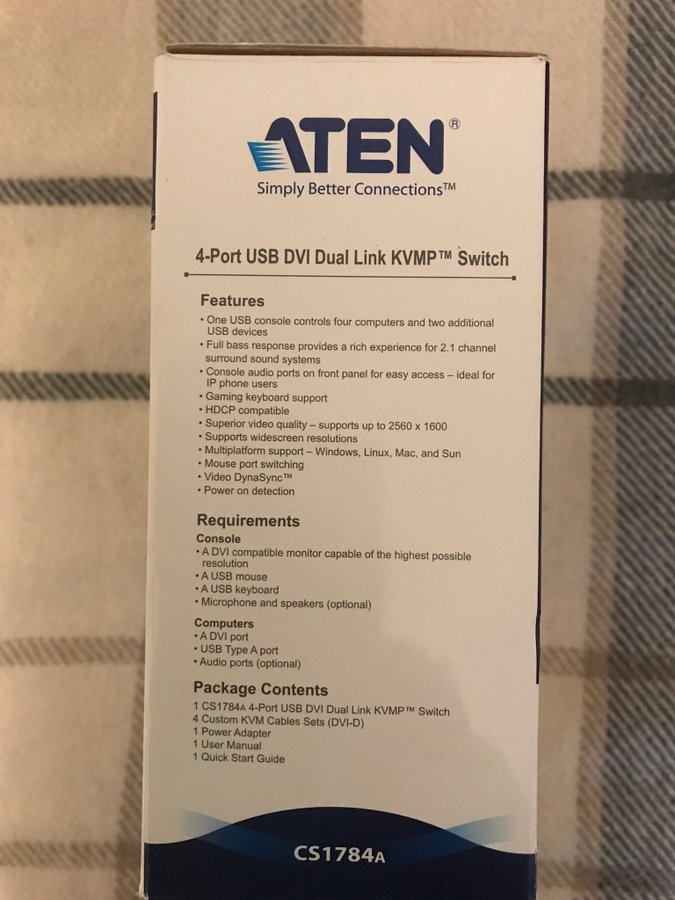 ATEN®
Simply Better Connections™
4-Port USB DVI Dual Link KVMP™ Switch
Features
• One USB console controls four computers and two additional
USB devices
• Full bass response provides a rich experience for 2.1 channel
surround sound systems
• Console audio ports on front panel for easy access – ideal for
IP phone users
• Gaming keyboard support
• HDCP compatible
• Superior video quality – supports up to 2560 x 1600
• Supports widescreen resolutions
• Multiplatform support – Windows, Linux, Mac, and Sun
• Mouse port switching
• Video DynaSync™
• Power on detection
Requirements
Console
• A DVI compatible monitor capable of the highest possible
resolution
• A USB mouse
• A USB keyboard
• Microphone and speakers (optional)
Computers
• A DVI port
• USB Type A port
• Audio ports (optional)
Package Contents
1 CS1784A 4-Port USB DVI Dual Link KVMP™ Switch
4 Custom KVM Cables Sets (DVI-D)
1 Power Adapter
1 User Manual
1 Quick Start Guide
CS1784A